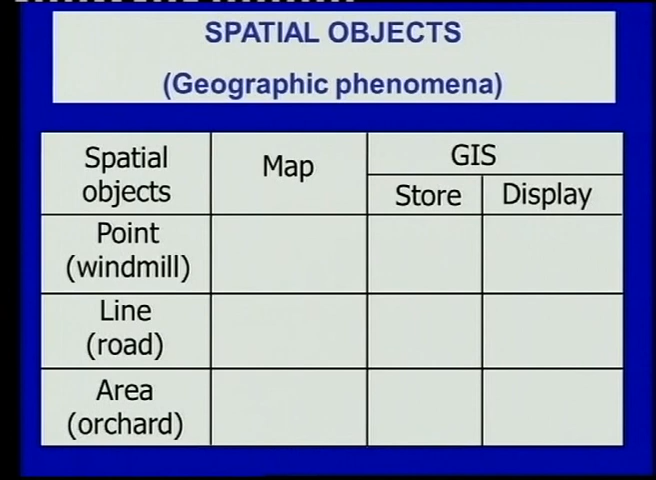 SPATIAL OBJECTS
(Geographic phenomena)
Spatial
objects
Map
GIS
Store
Display
Point
(windmill)
Line
(road)
Area
(orchard)